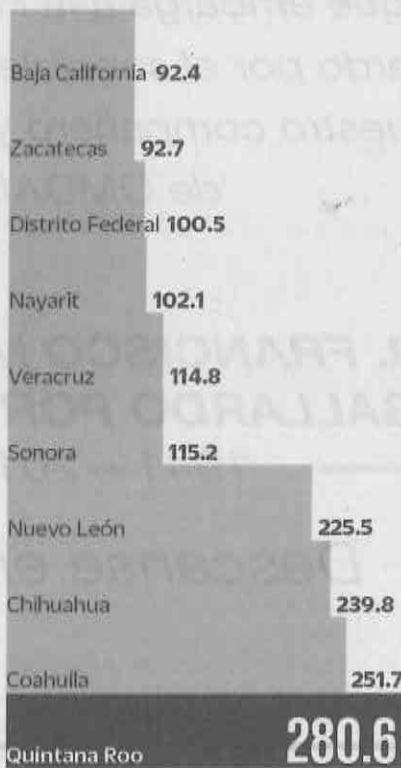 Baja California 92.4
Zacatecas 92.7
Distrito Federal 100.5
Nayarit 102.1
Veracruz 114.8
Sonora 115.2
Nuevo León 225.5
Chihuahua 239.8
Coahuila 251.7
Quintana Roo 280.6